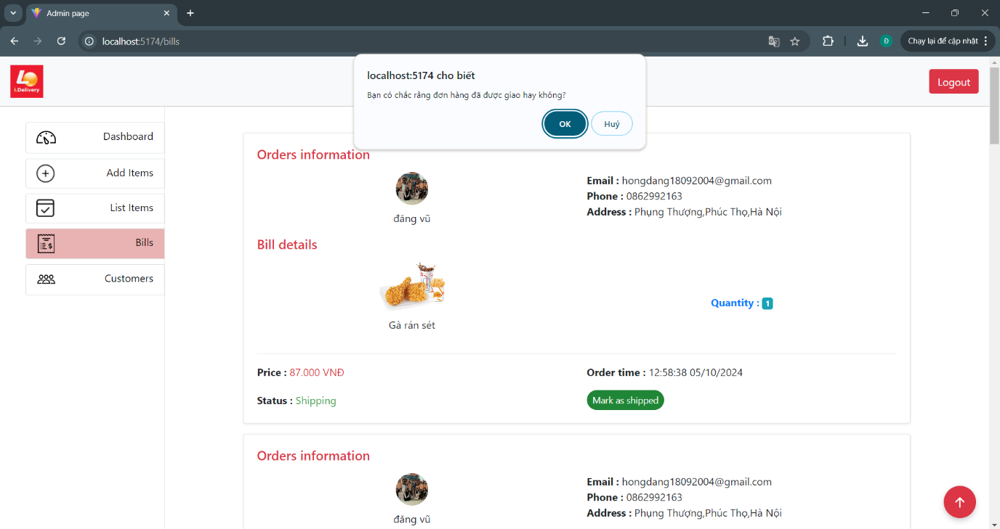 Admin page
localhost:5174/bills
Đ
Chạy lại để cập nhật
localhost:5174 cho biết
Bạn có chắc rằng đơn hàng đã được giao hay không?
OK
Huỷ
LDelivery
Logout
Dashboard
Add Items
List Items
Bills
Customers
Orders information
đăng vũ
Email : hongdang18092004@gmail.com
Phone : 0862992163
Address : Phụng Thượng,Phúc Thọ,Hà Nội
Bill details
Gà rán sét
Quantity : 1
Price : 87.000 VNĐ
Order time : 12:58:38 05/10/2024
Status : Shipping
Mark as shipped
Orders information
đăng vũ
Email : hongdang18092004@gmail.com
Phone : 0862992163
Address : Phụng Thượng,Phúc Thọ,Hà Nội